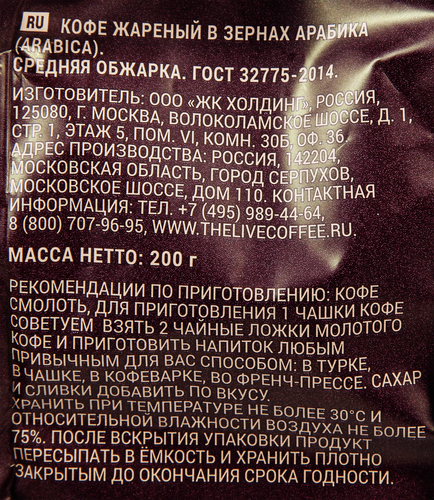 RU КОФЕ ЖАРЕНЫЙ В ЗЕРНАХ АРАБИКА
(ARABICA).
СРЕДНЯЯ ОБЖАРКА. ГОСТ 32775-2014.
ИЗГОТОВИТЕЛЬ: ООО «ЖК ХОЛДИНГ», РОССИЯ,
125080, Г. МОСКВА, ВОЛОКОЛАМСКОЕ ШОССЕ, Д. 1,
СТР. 1, ЭТАЖ 5, ПОМ. VI, КОМН. 30Б, ОФ. 36.
АДРЕС ПРОИЗВОДСТВА: РОССИЯ, 142204,
МОСКОВСКАЯ ОБЛАСТЬ, ГОРОД СЕРПУХОВ,
МОСКОВСКОЕ ШОССЕ, ДОМ 110. КОНТАКТНАЯ
ИНФОРМАЦИЯ: ТЕЛ. +7 (495) 989-44-64,
8 (800) 707-96-95, WWW.THELIVECOFFEE.RU.
МАССА НЕТТО: 200 г
РЕКОМЕНДАЦИИ ПО ПРИГОТОВЛЕНИЮ: КОФЕ
СМОЛОТЬ, ДЛЯ ПРИГОТОВЛЕНИЯ 1 ЧАШКИ КОФЕ
СОВЕТУЕМ ВЗЯТЬ 2 ЧАЙНЫЕ ЛОЖКИ МОЛОТОГО
КОФЕ И ПРИГОТОВИТЬ НАПИТОК ЛЮБЫМ
ПРИВЫЧНЫМ ДЛЯ ВАС СПОСОБОМ: В ТУРКЕ,
В ЧАШКЕ, В КОФЕВАРКЕ, ВО ФРЕНЧ-ПРЕССЕ. САХАР
И СЛИВКИ ДОБАВИТЬ ПО ВКУСУ.
ХРАНИТЬ ПРИ ТЕМПЕРАТУРЕ НЕ БОЛЕЕ 30°С И
ОТНОСИТЕЛЬНОЙ ВЛАЖНОСТИ ВОЗДУХА НЕ БОЛЕЕ
75%. ПОСЛЕ ВСКРЫТИЯ УПАКОВКИ ПРОДУКТ
ПЕРЕСЫПАТЬ В ЁМКОСТЬ И ХРАНИТЬ ПЛОТНО
ЗАКРЫТЫМ ДО ОКОНЧАНИЯ СРОКА ГОДНОСТИ.